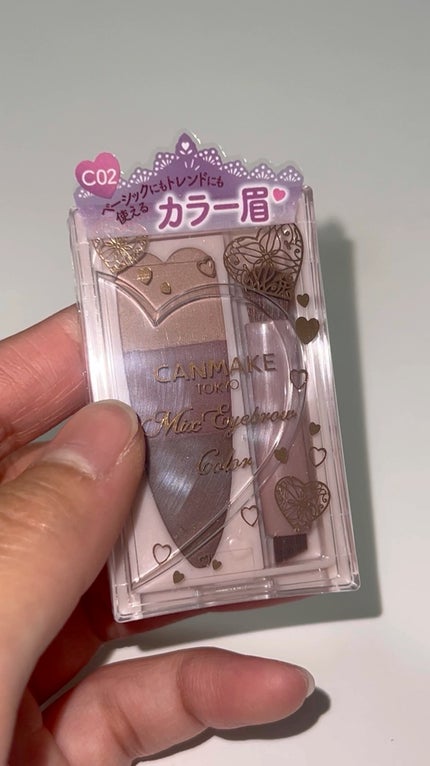 C02
ベーシックにもトレンドにも
使える
カラー眉
CANMAKE
TOKYO
Mix Eyebrow
Color